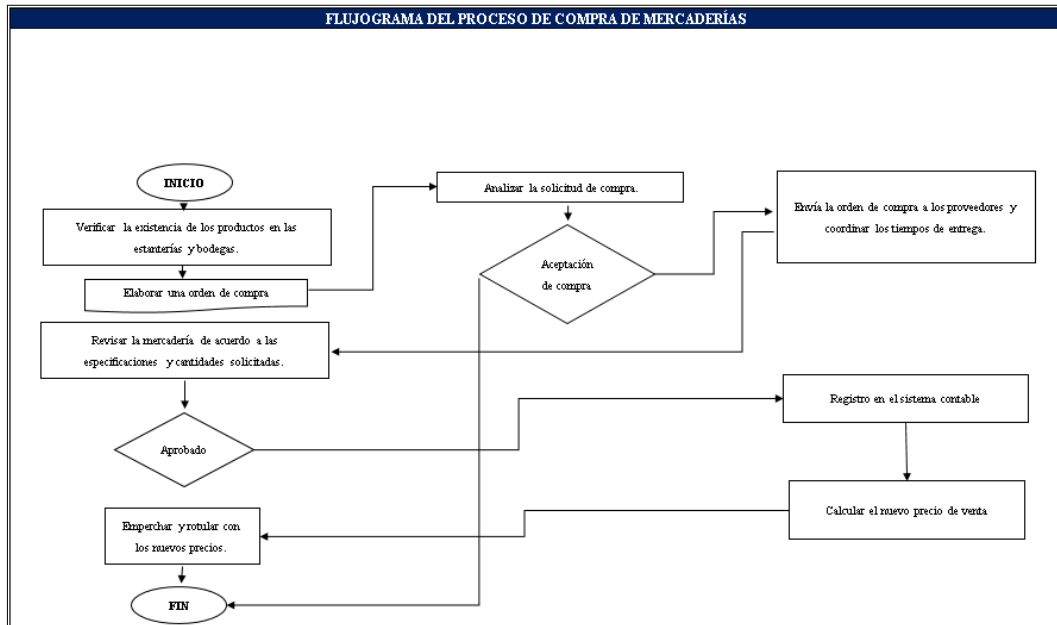 FLUJOGRAMA DEL PROCESO DE COMPRA DE MERCADERÍAS
INICIO
Verificar la existencia de los productos en las
estanterías y bodegas.
Elaborar una orden de compra
Analizar la solicitud de compra.
Aceptación
de compra
Envía la orden de compra a los proveedores y
coordinar los tiempos de entrega.
Revisar la mercadería de acuerdo a las
especificaciones y cantidades solicitadas.
Aprobado
Registro en el sistema contable
Calcular el nuevo precio de venta
Emperchar y rotular con
los nuevos precios.
FIN